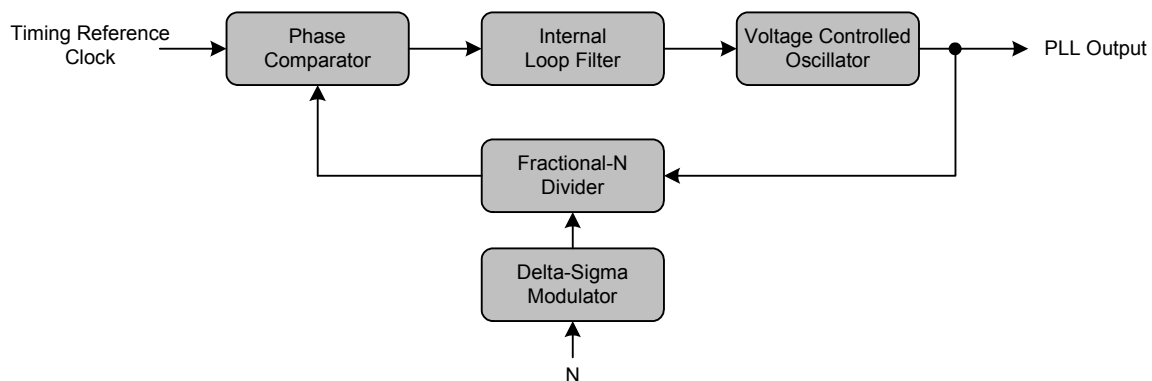 Timing Reference
Clock
Phase
Comparator
Internal
Loop Filter
Voltage Controlled
Oscillator
PLL Output
Fractional-N
Divider
Delta-Sigma
Modulator
N